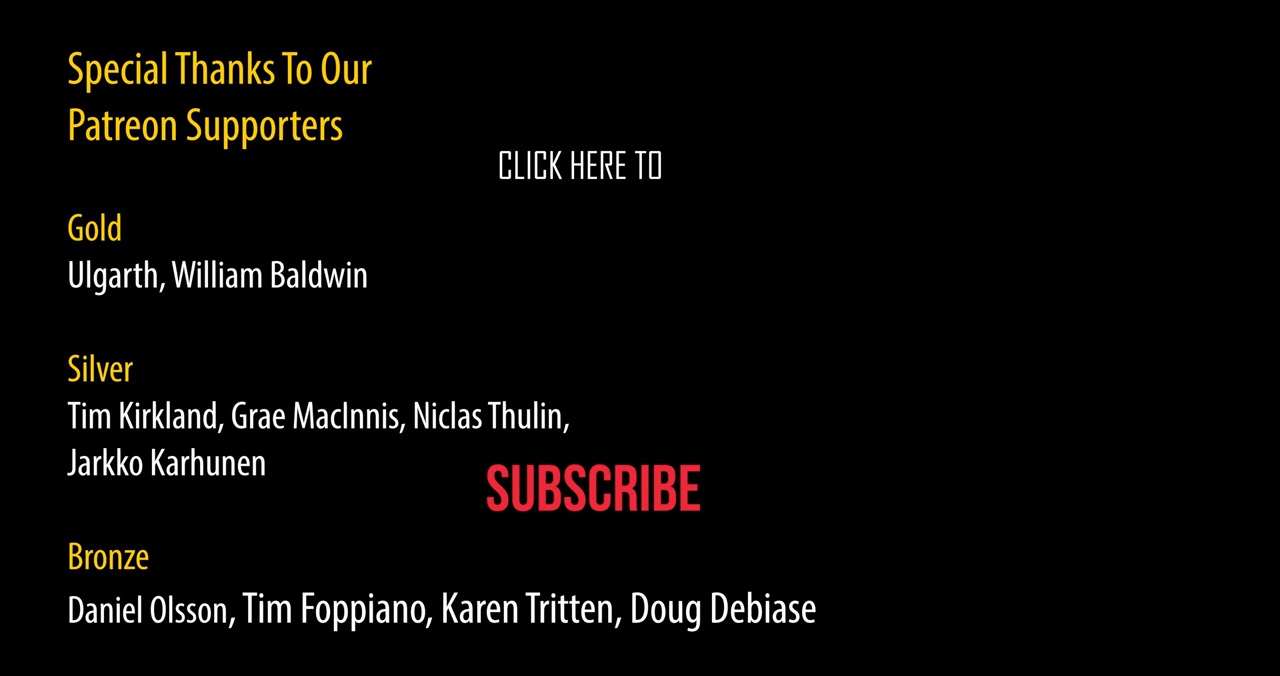 Special Thanks To Our
Patreon Supporters
CLICK HERE TO
Gold
Ulgarth, William Baldwin
Silver
Tim Kirkland, Grae MacInnis, Niclas Thulin,
Jarkko Karhunen
SUBSCRIBE
Bronze
Daniel Olsson, Tim Foppiano, Karen Tritten, Doug Debiase